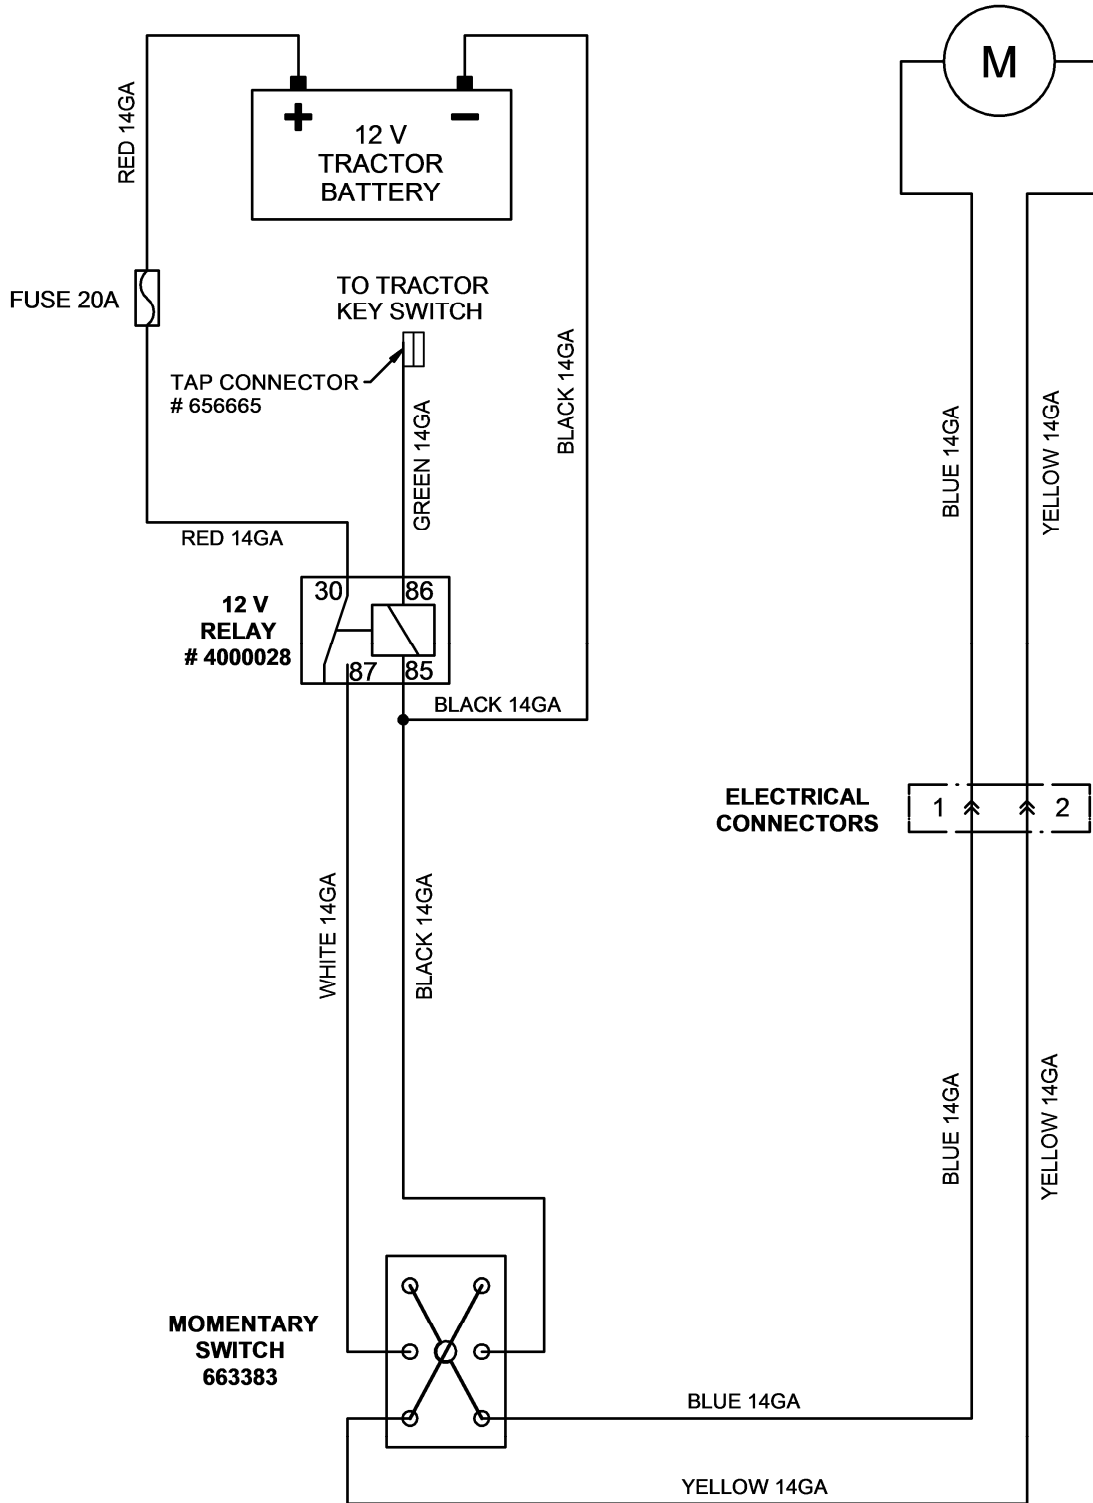 M
RED 14GA
+
-
12 V
TRACTOR
BATTERY
FUSE 20A
TO TRACTOR
KEY SWITCH
TAP CONNECTOR
# 656665
GREEN 14GA
BLACK 14GA
BLUE 14GA
YELLOW 14GA
RED 14GA
12 V
RELAY
# 4000028
30
86
87
85
BLACK 14GA
ELECTRICAL
CONNECTORS
1
2
WHITE 14GA
BLACK 14GA
BLUE 14GA
YELLOW 14GA
MOMENTARY
SWITCH
663383
BLUE 14GA
YELLOW 14GA